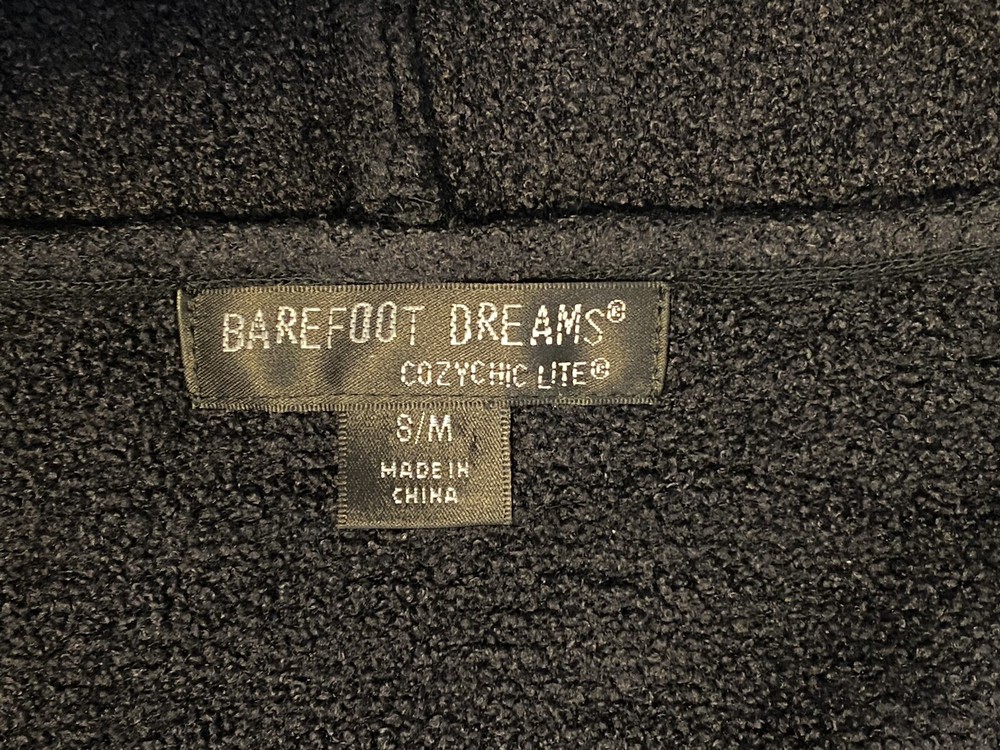 BAREFOOT DREAMS®
COZYCHIC LITE®
S/M
MADE IN
CHINA